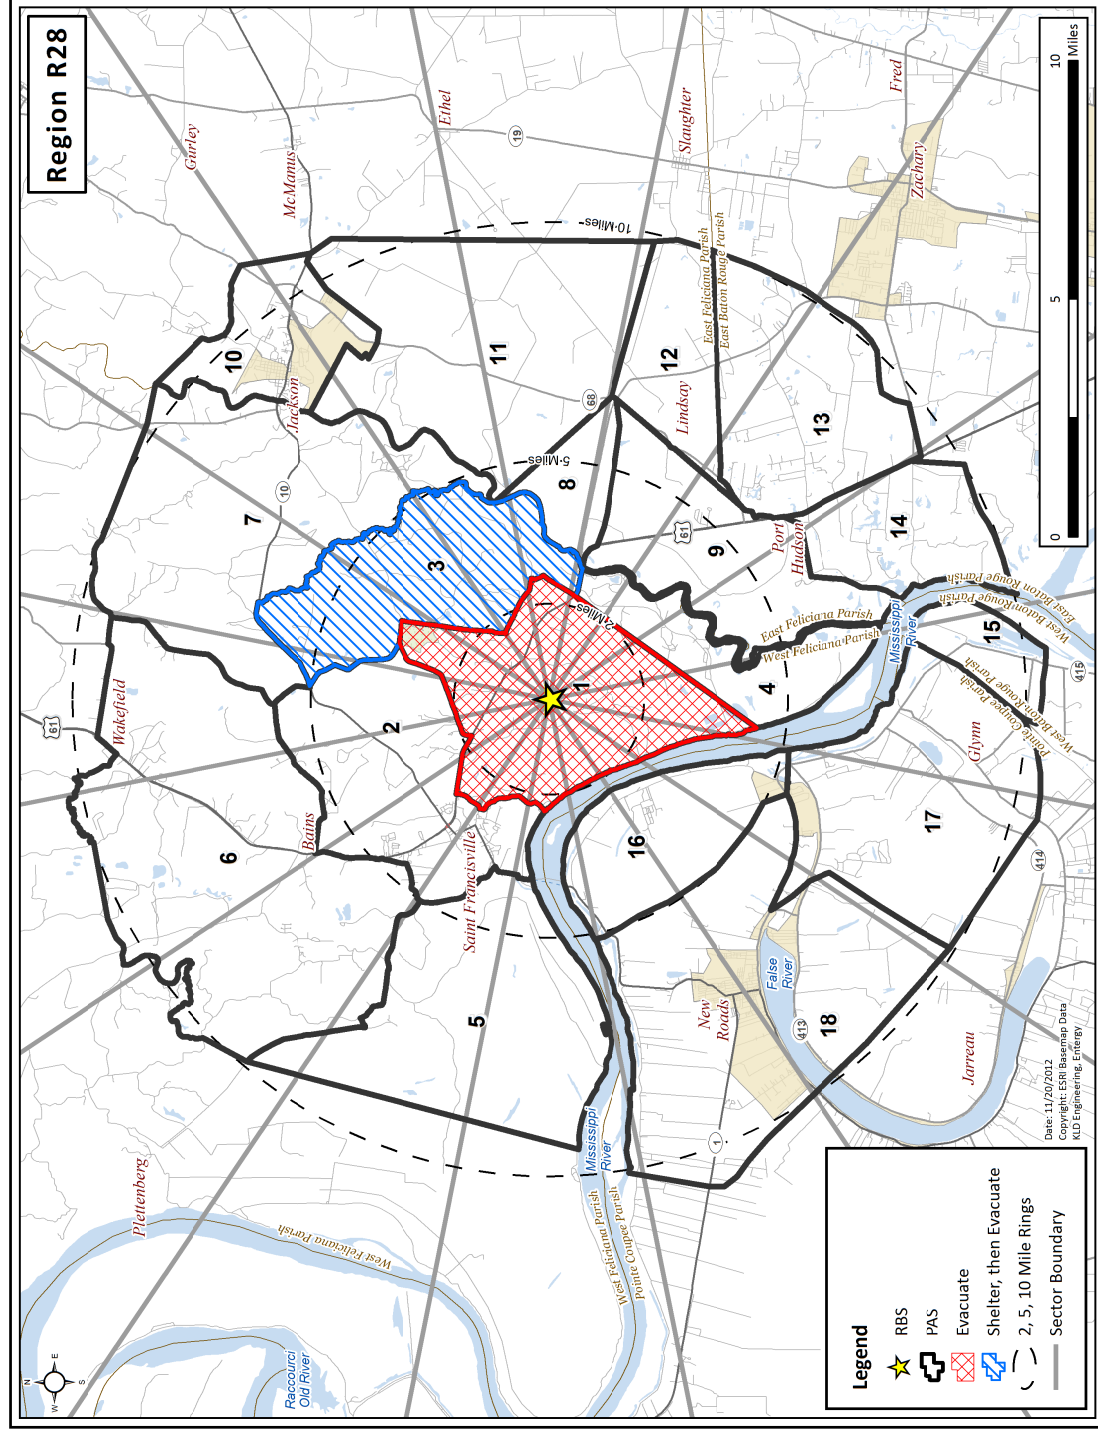 Region R28
Gurley
McManus
Ethel
19
Slaughter
Fred
Zachary
10 Miles
East Feliciana Parish
East Baton Rouge Parish
10
Jackson
11
68
12
Lindsay
13
5 Miles
8
10
7
3
61
9
Port
Hudson
14
2 Miles
East Feliciana Parish
West Feliciana Parish
Mississippi
River
4
1
15
West Baton Rouge Parish
East Baton Rouge Parish
415
Pointe Coupee Parish
West Baton Rouge Parish
Glynn
61
Wakefield
2
Bains
6
Saint Francisville
16
17
414
5
New
Roads
False
River
413
18
Jarreau
1
Mississippi
River
West Feliciana Parish
Pointe Coupee Parish
Plettenberg
West Feliciana Parish
Raccourci
Old River
N
W E
S
0 5 10
Miles
Date: 11/20/2012
Copyright: ESRI Basemap Data
KLD Engineering, Entergy
Legend
RBS
PAS
Evacuate
Shelter, then Evacuate
2, 5, 10 Mile Rings
Sector Boundary